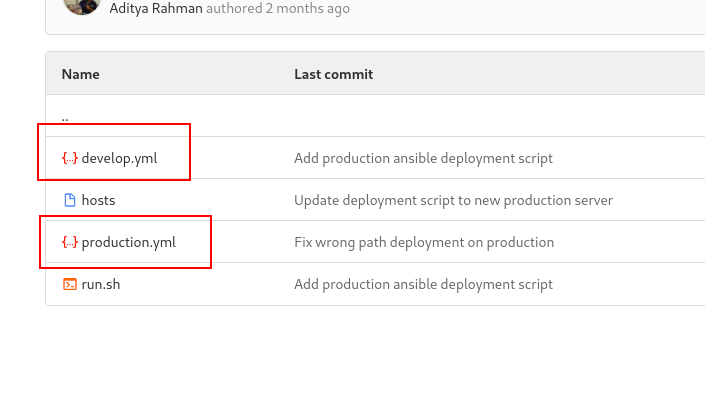 Aditya Rahman authored 2 months ago
Name Last commit
..
{...} develop.yml Add production ansible deployment script
hosts Update deployment script to new production server
{...} production.yml Fix wrong path deployment on production
run.sh Add production ansible deployment script